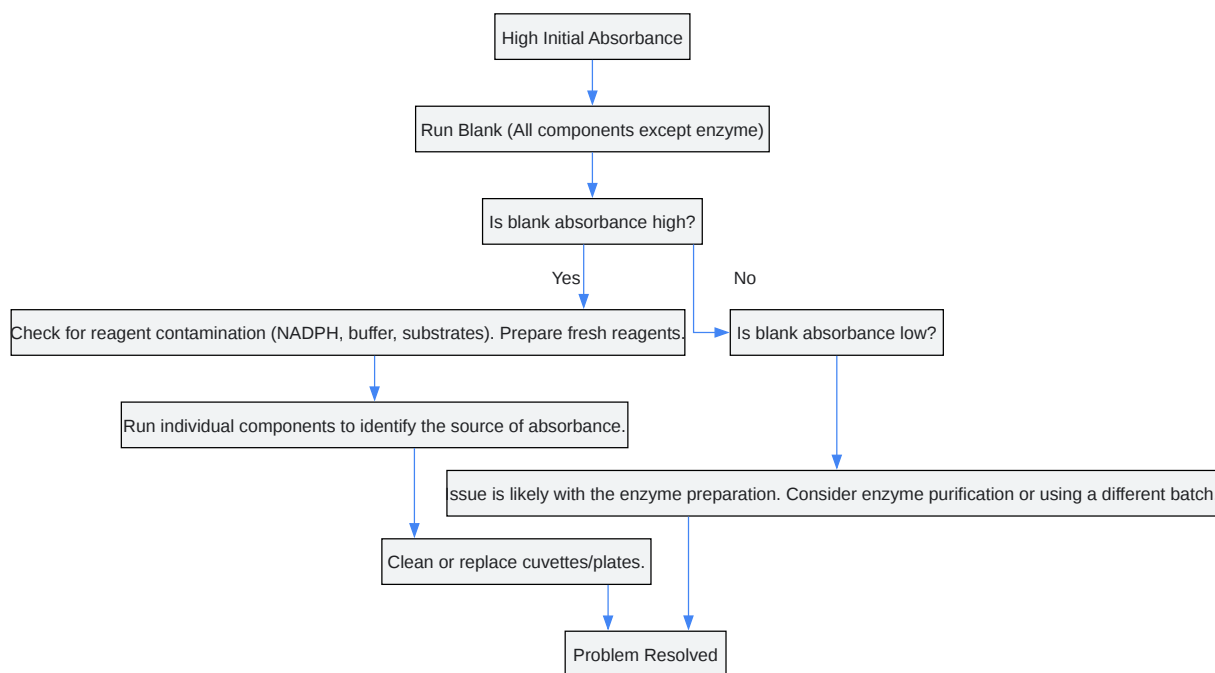 High Initial Absorbance
Run Blank (All components except enzyme)
Is blank absorbance high?
Yes
No
Check for reagent contamination (NADPH, buffer, substrates). Prepare fresh reagents.
Is blank absorbance low?
Run individual components to identify the source of absorbance.
Issue is likely with the enzyme preparation. Consider enzyme purification or using a different batch
Clean or replace cuvettes/plates.
Problem Resolved